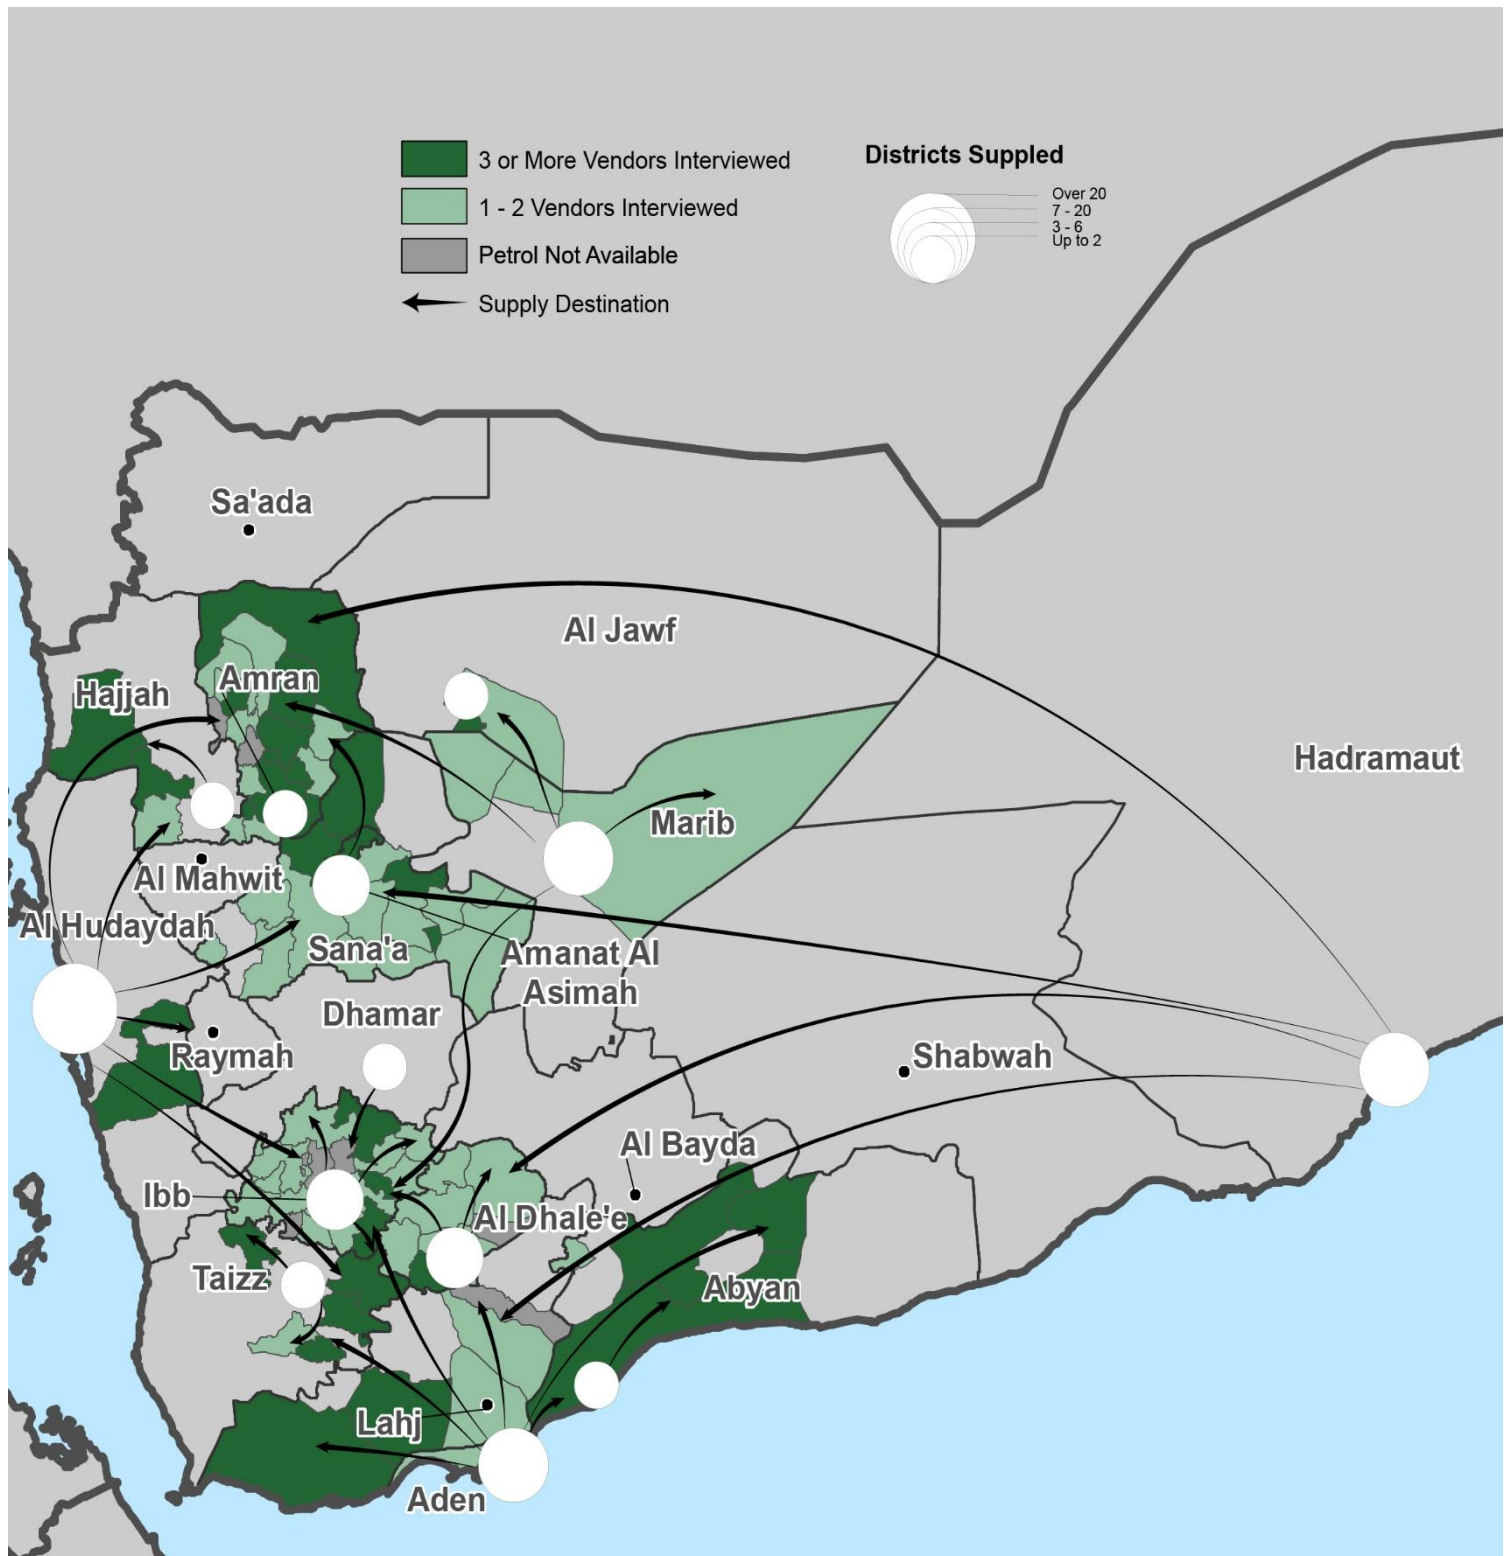 3 or More Vendors Interviewed
1 - 2 Vendors Interviewed
Petrol Not Available
Supply Destination
Districts Suppled
Over 20
7 - 20
3 - 6
Up to 2
Sa'ada
Al Jawf
Amran
Hajjah
Hadramaut
Marib
Al Mahwit
Al Hudaydah
Sana'a
Amanat Al
Asimah
Dhamar
Raymah
Shabwah
Al Bayda
Ibb
Al Dhale'e
Taizz
Abyan
Lahj
Aden